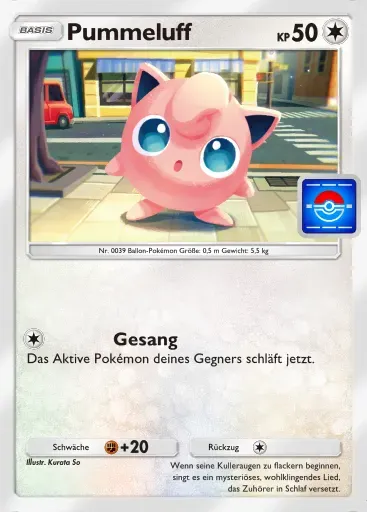 BASIS Pummeluff KP 50
Nr. 0039 Ballon-Pokémon Größe: 0,5 m Gewicht: 5,5 kg
Gesang
Das Aktive Pokémon deines Gegners schläft jetzt.
Schwäche +20 Rückzug
Illustr. Kurata So
Wenn seine Kulleraugen zu flackern beginnen,
singt es ein mysteriöses, wohlklingendes Lied,
das Zuhörer in Schlaf versetzt.